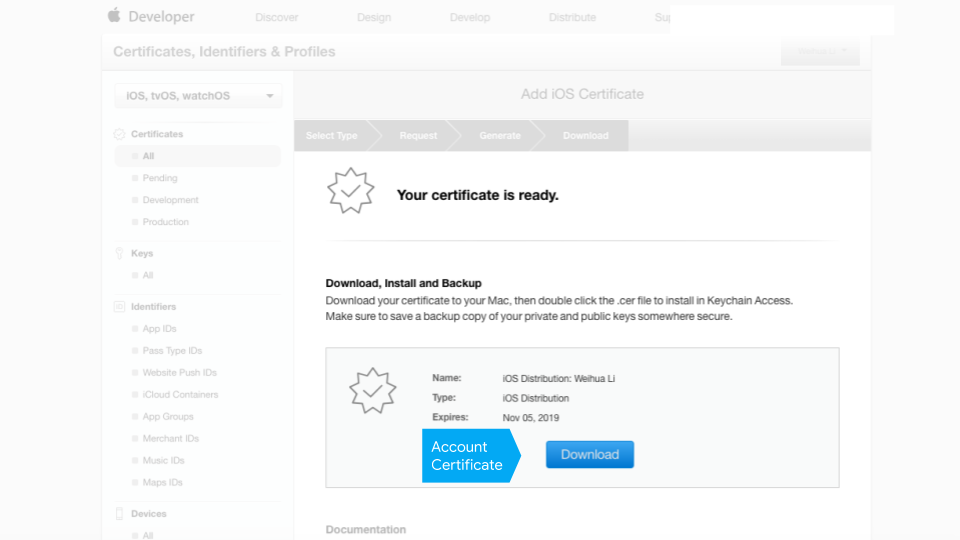 Developer
Discover
Design
Develop
Distribute
Certificates, Identifiers & Profiles
iOS, tvOS, watchOS
Add iOS Certificate
Select Type
Request
Generate
Download
Certificates
All
Pending
Development
Production
Keys
All
Identifiers
App IDs
Pass Type IDs
Website Push IDs
iCloud Containers
App Groups
Merchant IDs
Music IDs
Maps IDs
Devices
All
Your certificate is ready.
Download, Install and Backup
Download your certificate to your Mac, then double click the .cer file to install in Keychain Access.
Make sure to save a backup copy of your private and public keys somewhere secure.
Name: iOS Distribution: Weihua Li
Type: iOS Distribution
Expires: Nov 05, 2019
Account
Certificate
Download
Documentation